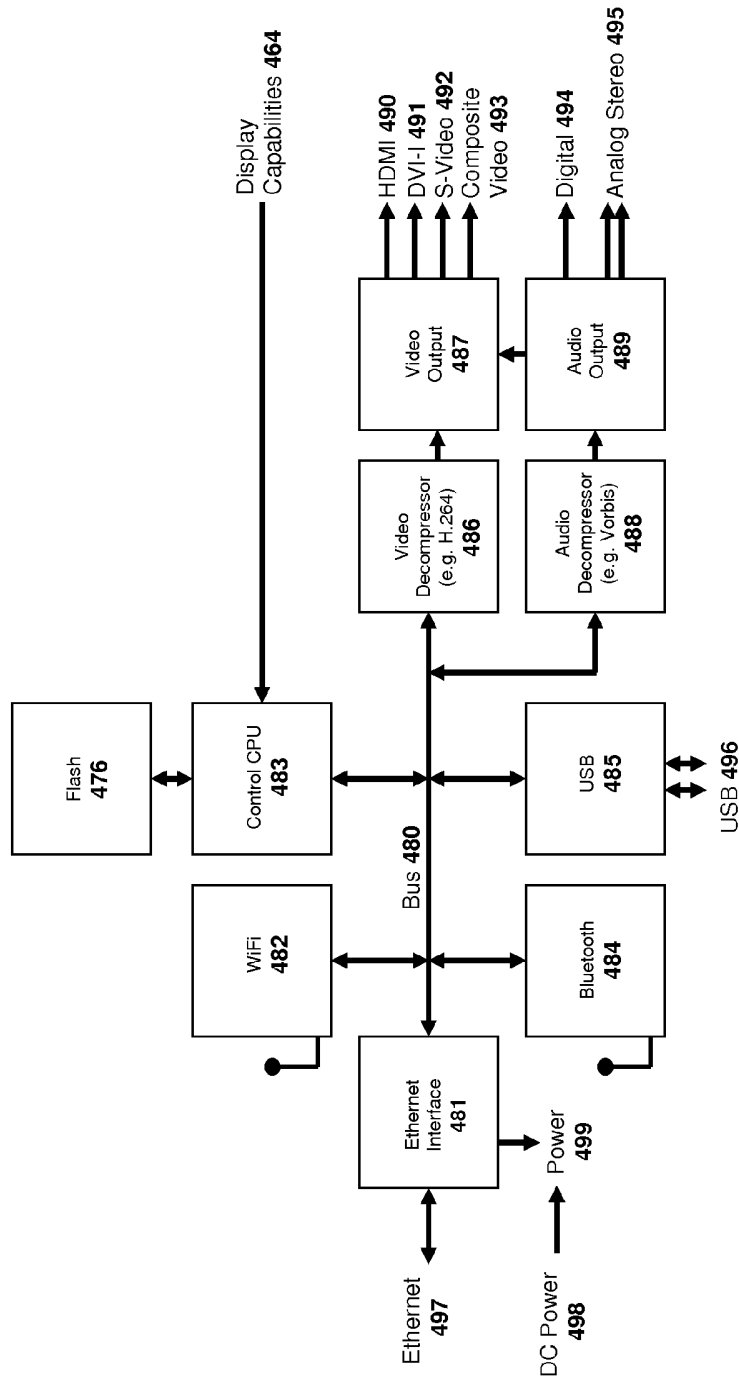 Flash
476
WiFi
482
Control CPU
483
Display
Capabilities 464
Ethernet
497
Ethernet
Interface
481
Bus 480
Video
Decompressor
(e.g. H.264)
486
Video
Output
487
HDMI 490
DVI-I 491
S-Video 492
Composite
Video 493
DC Power
498
Power
499
Bluetooth
484
USB
485
USB 496
Audio
Decompressor
(e.g. Vorbis)
488
Audio
Output
489
Digital 494
Analog Stereo 495